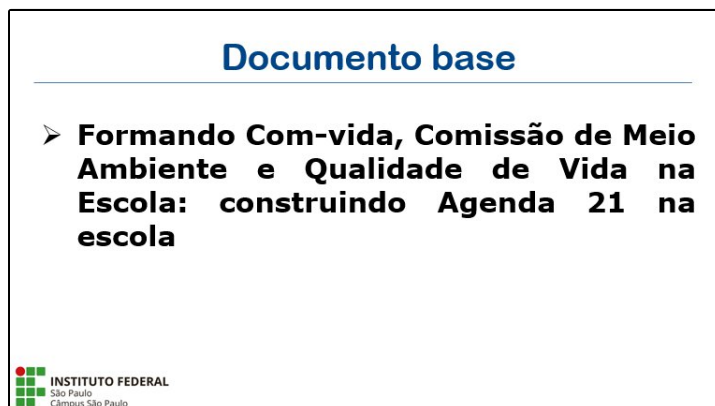 Documento base
➢ Formando Com-vida, Comissão de Meio
Ambiente e Qualidade de Vida na
Escola: construindo Agenda 21 na
escola
INSTITUTO FEDERAL
São Paulo
Câmpus São Paulo